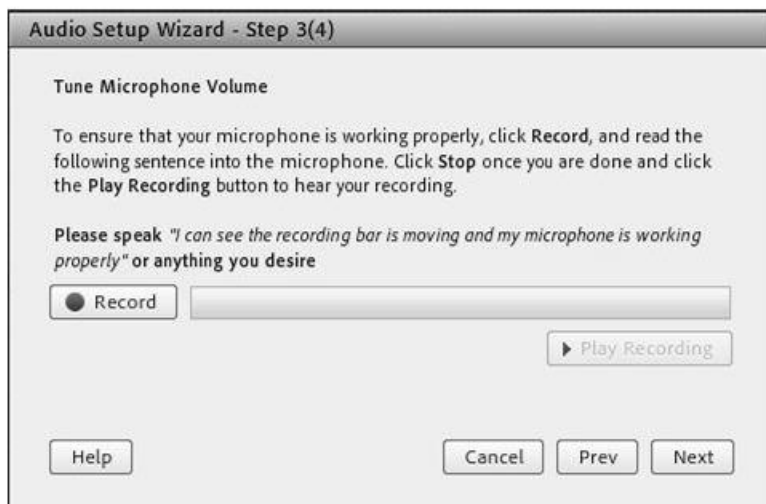 Audio Setup Wizard - Step 3(4)
Tune Microphone Volume
To ensure that your microphone is working properly, click Record, and read the
following sentence into the microphone. Click Stop once you are done and click
the Play Recording button to hear your recording.
Please speak "I can see the recording bar is moving and my microphone is working
properly" or anything you desire
Record
Play Recording
Help
Cancel
Prev
Next